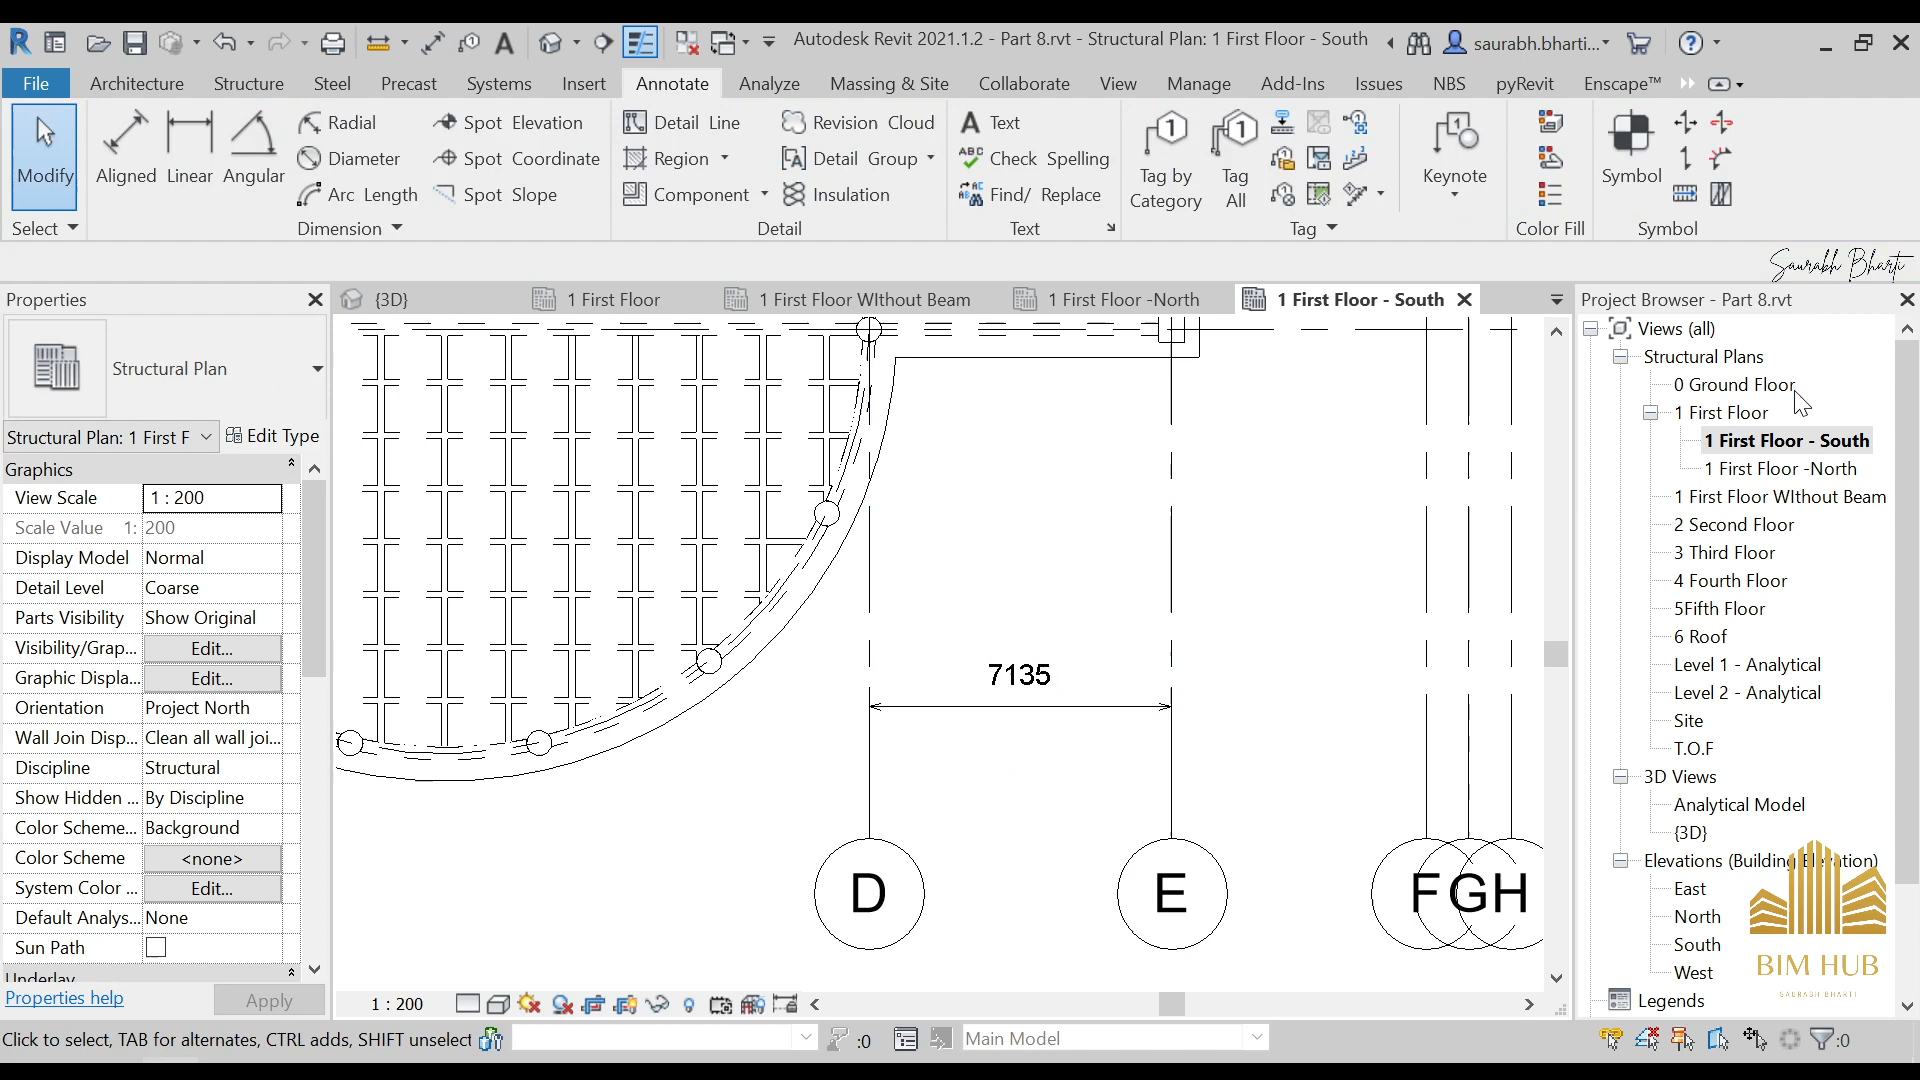 Autodesk Revit 2021.1.2 - Part 8.rvt - Structural Plan: 1 First Floor - South
saurabh.bharti...
File Architecture Structure Steel Precast Systems Insert Annotate Analyze Massing & Site Collaborate View Manage Add-Ins Issues NBS pyRevit Enscape™
Modify
Aligned Linear Angular
Radial
Diameter
Arc Length
Spot Elevation
Spot Coordinate
Spot Slope
Detail Line
Region
Component
Revision Cloud
Detail Group
Insulation
Text
Check Spelling
Find/ Replace
Tag by Category
Tag All
Keynote
Symbol
Select Dimension Detail Text Tag Color Fill Symbol
Saurabh Bharti
Properties
{3D} 1 First Floor 1 First Floor WIthout Beam 1 First Floor -North 1 First Floor - South
Project Browser - Part 8.rvt
Structural Plan
Structural Plan: 1 First F Edit Type
Graphics
View Scale 1 : 200
Scale Value 1: 200
Display Model Normal
Detail Level Coarse
Parts Visibility Show Original
Visibility/Grap... Edit...
Graphic Displa... Edit...
Orientation Project North
Wall Join Disp... Clean all wall joi...
Discipline Structural
Show Hidden ... By Discipline
Color Scheme... Background
Color Scheme <none>
System Color ... Edit...
Default Analys... None
Sun Path
Underlay
Properties help Apply
7135
D E F G H
Views (all)
Structural Plans
0 Ground Floor
1 First Floor
1 First Floor - South
1 First Floor -North
1 First Floor WIthout Beam
2 Second Floor
3 Third Floor
4 Fourth Floor
5Fifth Floor
6 Roof
Level 1 - Analytical
Level 2 - Analytical
Site
T.O.F
3D Views
Analytical Model
{3D}
Elevations (Building Elevation)
East
North
South
West
Legends
BIM HUB
SAURABH BHARTI
1 : 200
Click to select, TAB for alternates, CTRL adds, SHIFT unselect
:0
Main Model
:0